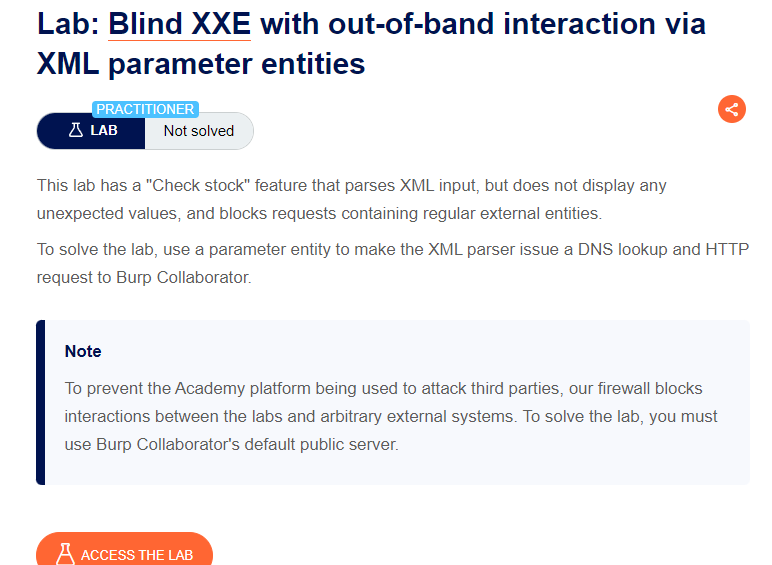 Lab: Blind XXE with out-of-band interaction via
XML parameter entities
PRACTITIONER
LAB
Not solved
This lab has a "Check stock" feature that parses XML input, but does not display any
unexpected values, and blocks requests containing regular external entities.
To solve the lab, use a parameter entity to make the XML parser issue a DNS lookup and HTTP
request to Burp Collaborator.
Note
To prevent the Academy platform being used to attack third parties, our firewall blocks
interactions between the labs and arbitrary external systems. To solve the lab, you must
use Burp Collaborator's default public server.
ACCESS THE LAB